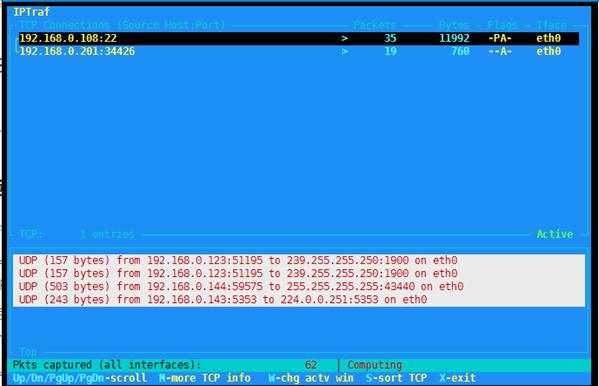 IPTraf
TCP Connections (Source Host:Port) Packets Bytes Flags Iface
192.168.0.108:22 > 35 11992 -PA- eth0
192.168.0.201:34426 > 19 760 --A- eth0
TCP: 1 entries Active
UDP (157 bytes) from 192.168.0.123:51195 to 239.255.255.250:1900 on eth0
UDP (157 bytes) from 192.168.0.123:51195 to 239.255.255.250:1900 on eth0
UDP (503 bytes) from 192.168.0.144:59575 to 255.255.255.255:43440 on eth0
UDP (243 bytes) from 192.168.0.143:5353 to 224.0.0.251:5353 on eth0
Top
Pkts captured (all interfaces): 62 | Computing
Up/Dn/PgUp/PgDn-scroll M-more TCP info W-chg actv win S-sort TCP X-exit